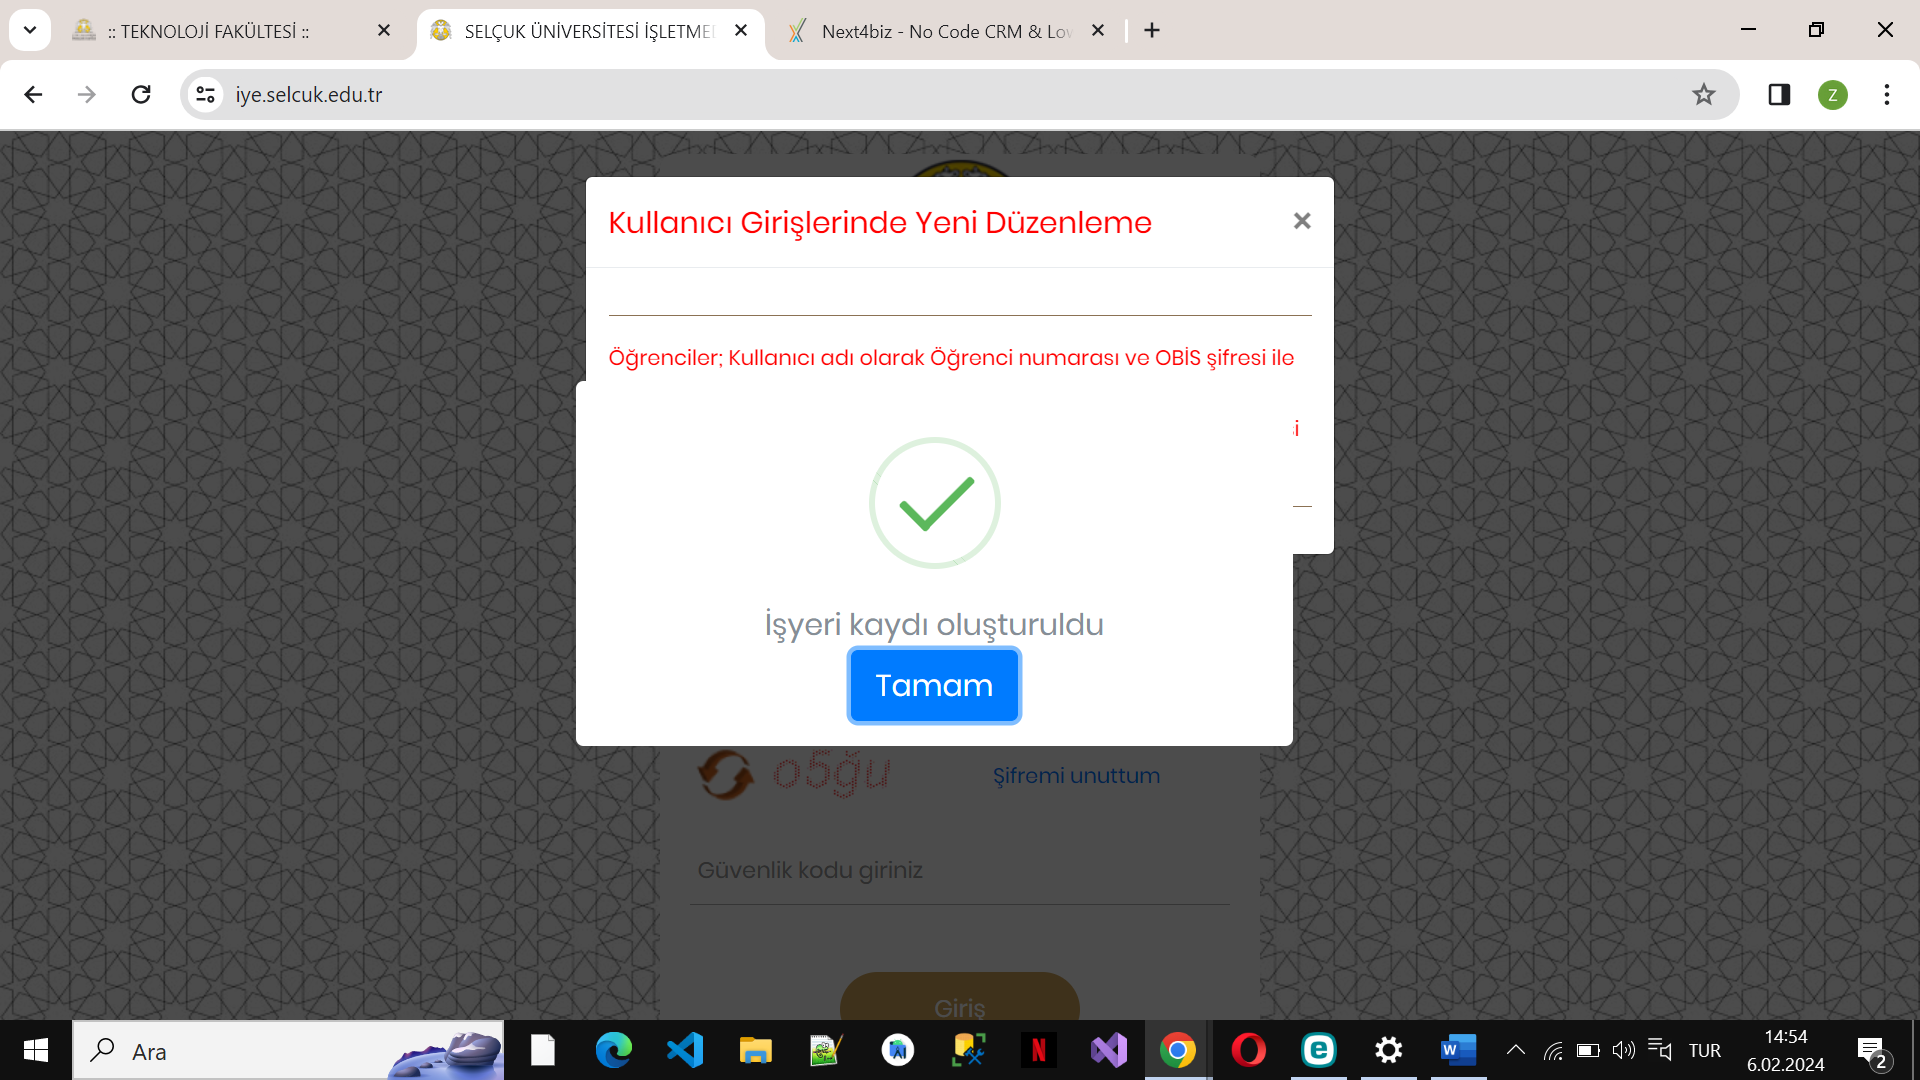 :: TEKNOLOJİ FAKÜLTESİ ::
SELÇUK ÜNİVERSİTESİ İŞLETME
Next4biz - No Code CRM & Lov
iye.selcuk.edu.tr
Z
Kullanıcı Girişlerinde Yeni Düzenleme
Öğrenciler; Kullanıcı adı olarak Öğrenci numarası ve OBİS şifresi ile
İşyeri kaydı oluşturuldu
Tamam
o5ğu
Şifremi unuttum
Güvenlik kodu giriniz
Giriş
Ara
TUR
14:54
6.02.2024
2